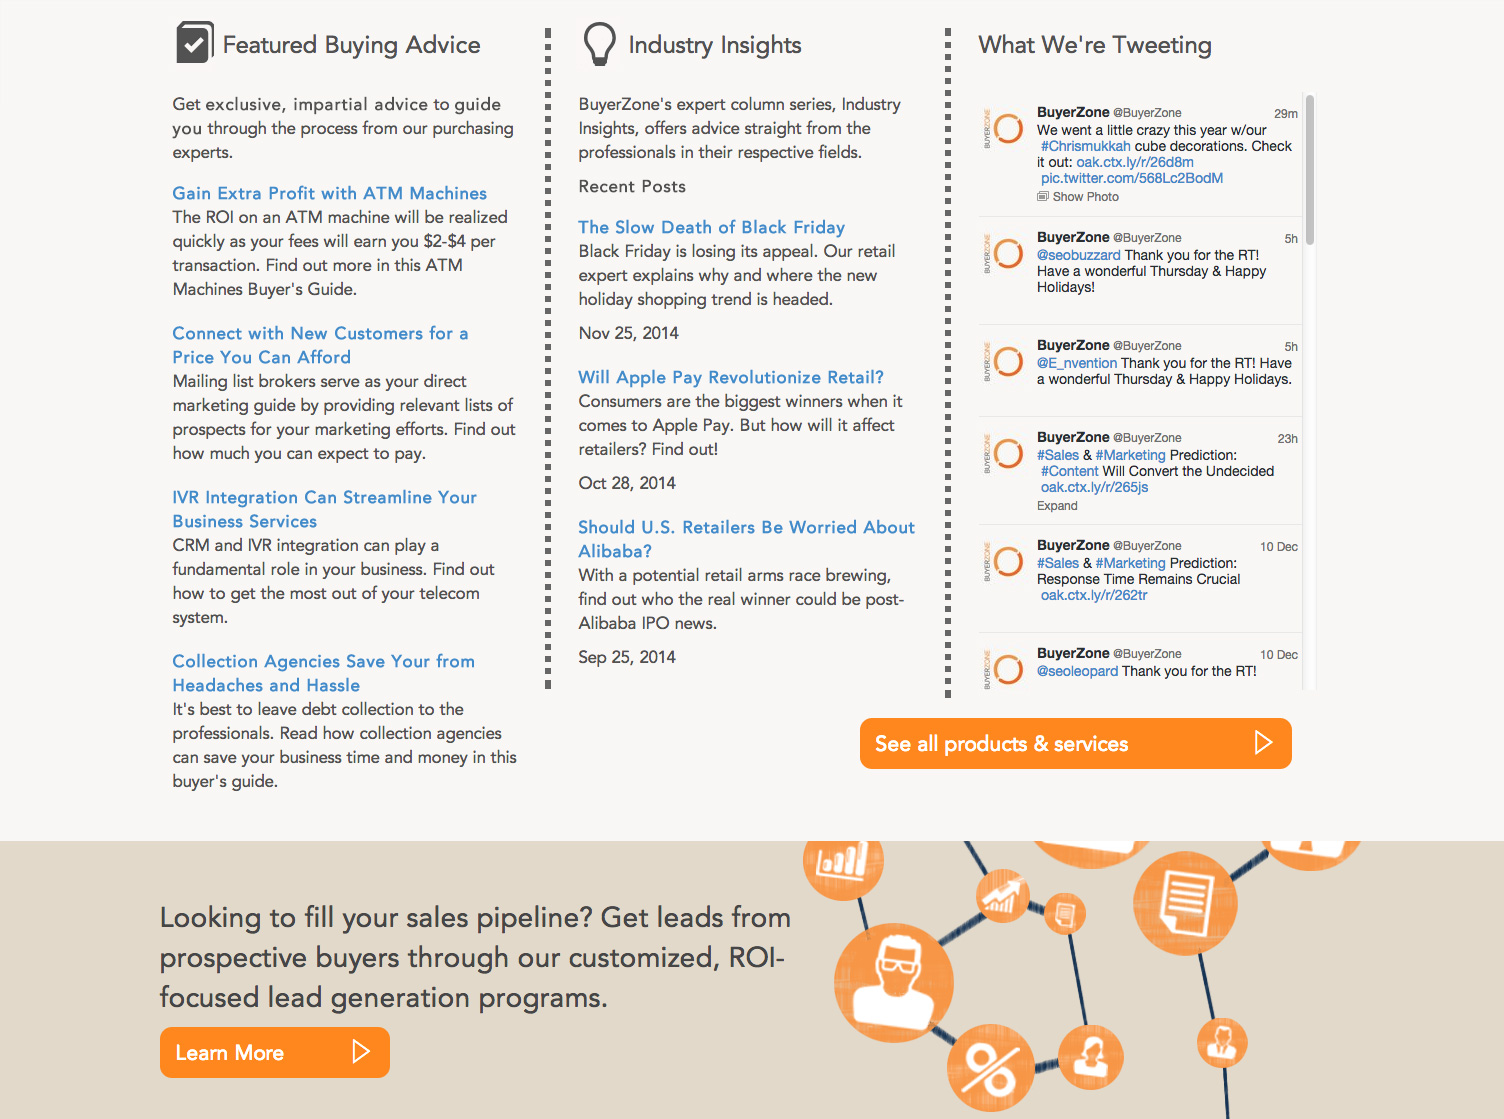 Featured Buying Advice
Get exclusive, impartial advice to guide
you through the process from our purchasing
experts.
Gain Extra Profit with ATM Machines
The ROI on an ATM machine will be realized
quickly as your fees will earn you $2-$4 per
transaction. Find out more in this ATM
Machines Buyer's Guide.
Connect with New Customers for a
Price You Can Afford
Mailing list brokers serve as your direct
marketing guide by providing relevant lists of
prospects for your marketing efforts. Find out
how much you can expect to pay.
IVR Integration Can Streamline Your
Business Services
CRM and IVR integration can play a
fundamental role in your business. Find out
how to get the most out of your telecom
system.
Collection Agencies Save Your from
Headaches and Hassle
It's best to leave debt collection to the
professionals. Read how collection agencies
can save your business time and money in this
buyer's guide.
Industry Insights
BuyerZone's expert column series, Industry
Insights, offers advice straight from the
professionals in their respective fields.
Recent Posts
The Slow Death of Black Friday
Black Friday is losing its appeal. Our retail
expert explains why and where the new
holiday shopping trend is headed.
Nov 25, 2014
Will Apple Pay Revolutionize Retail?
Consumers are the biggest winners when it
comes to Apple Pay. But how will it affect
retailers? Find out!
Oct 28, 2014
Should U.S. Retailers Be Worried About
Alibaba?
With a potential retail arms race brewing,
find out who the real winner could be post-
Alibaba IPO news.
Sep 25, 2014
What We're Tweeting
BUYERZONE
BuyerZone @BuyerZone 29m
We went a little crazy this year w/our
#Chrismukkah cube decorations. Check
it out: oak.ctx.ly/r/26d8m
pic.twitter.com/568Lc2BodM
Show Photo
BUYERZONE
BuyerZone @BuyerZone 5h
@seobuzzard Thank you for the RT!
Have a wonderful Thursday & Happy
Holidays!
BUYERZONE
BuyerZone @BuyerZone 5h
@E_nvention Thank you for the RT! Have
a wonderful Thursday & Happy Holidays.
BUYERZONE
BuyerZone @BuyerZone 23h
#Sales & #Marketing Prediction:
#Content Will Convert the Undecided
oak.ctx.ly/r/265js
Expand
BUYERZONE
BuyerZone @BuyerZone 10 Dec
#Sales & #Marketing Prediction:
Response Time Remains Crucial
oak.ctx.ly/r/262tr
BUYERZONE
BuyerZone @BuyerZone 10 Dec
@seoleopard Thank you for the RT!
See all products & services
Looking to fill your sales pipeline? Get leads from
prospective buyers through our customized, ROI-
focused lead generation programs.
Learn More
%